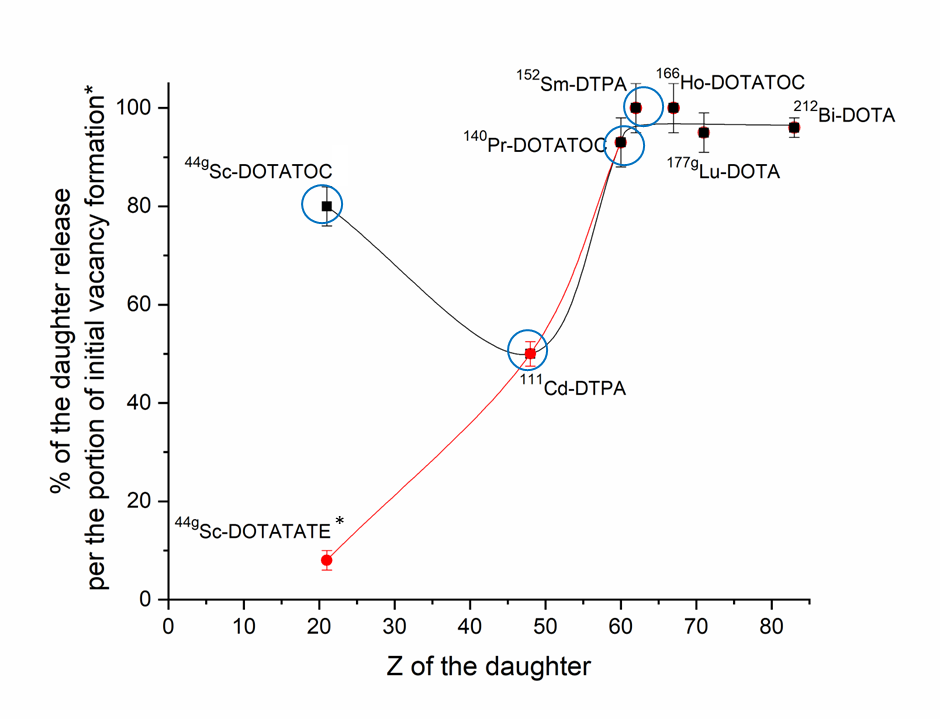 % of the daughter release
per the portion of initial vacancy formation*
100
80
60
40
20
0
¹⁵²Sm-DTPA
¹⁶⁶Ho-DOTATOC
²¹²Bi-DOTA
¹⁴⁰Pr-DOTATOC
¹⁷⁷ᵍLu-DOTA
⁴⁴ᵍSc-DOTATOC
¹¹¹Cd-DTPA
⁴⁴ᵍSc-DOTATATE *
0 10 20 30 40 50 60 70 80
Z of the daughter